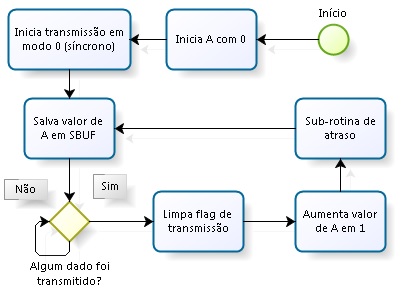 Início
Inicia A com 0
Inicia transmissão em
modo 0 (síncrono)
Salva valor de
A em SBUF
Sub-rotina de
atraso
Não
Sim
Limpa flag de
transmissão
Aumenta valor
de A em 1
Algum dado foi
transmitido?